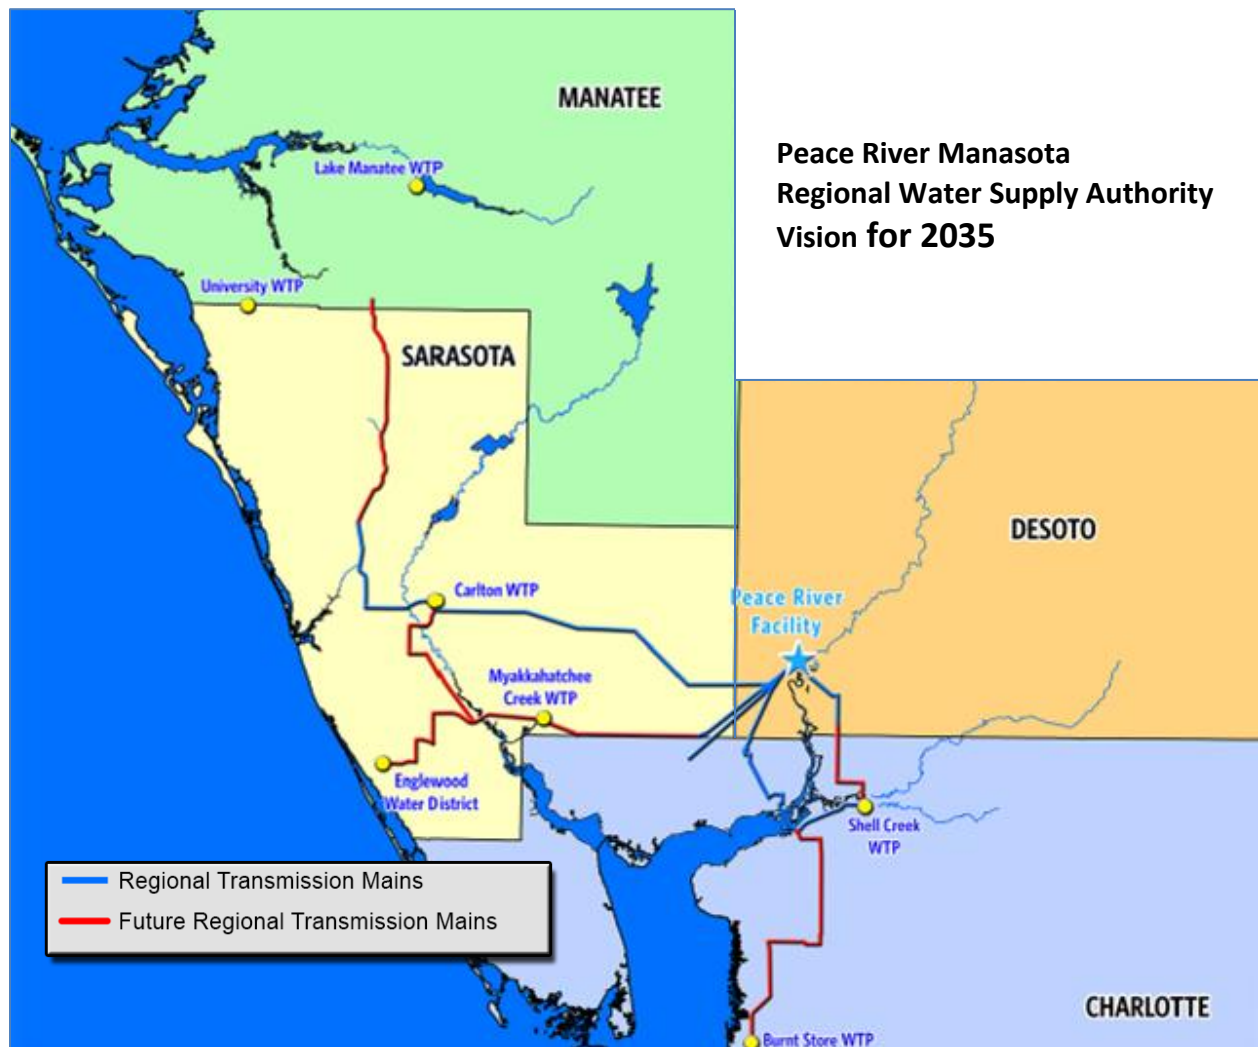 MANATEE
Peace River Manasota
Regional Water Supply Authority
Vision for 2035
Lake Manatee WTP
University WTP
SARASOTA
DESOTO
Carlton WTP
Peace River
Facility
Myakkahatchee
Creek WTP
Englewood
Water District
Shell Creek
WTP
Regional Transmission Mains
Future Regional Transmission Mains
CHARLOTTE
Burnt Store WTP